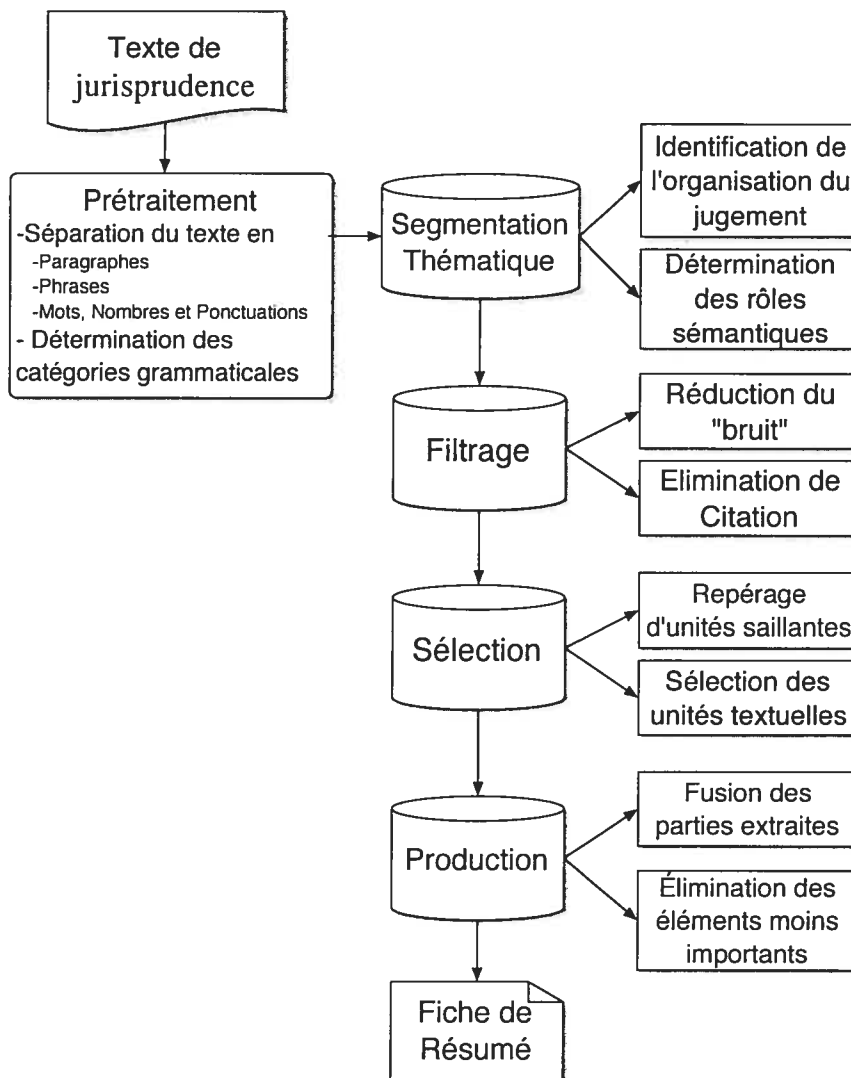 Texte de
jurisprudence
Prétraitement
-Séparation du texte en
-Paragraphes
-Phrases
-Mots, Nombres et Ponctuations
- Détermination des
catégories grammaticales
Segmentation
Thématique
Identification de
l'organisation du
jugement
Détermination
des rôles
sémantiques
Filtrage
Réduction du
"bruit"
Elimination de
Citation
Sélection
Repérage
d'unités saillantes
Sélection des
unités textuelles
Production
Fusion des
parties extraites
Élimination des
éléments moins
importants
Fiche de
Résumé